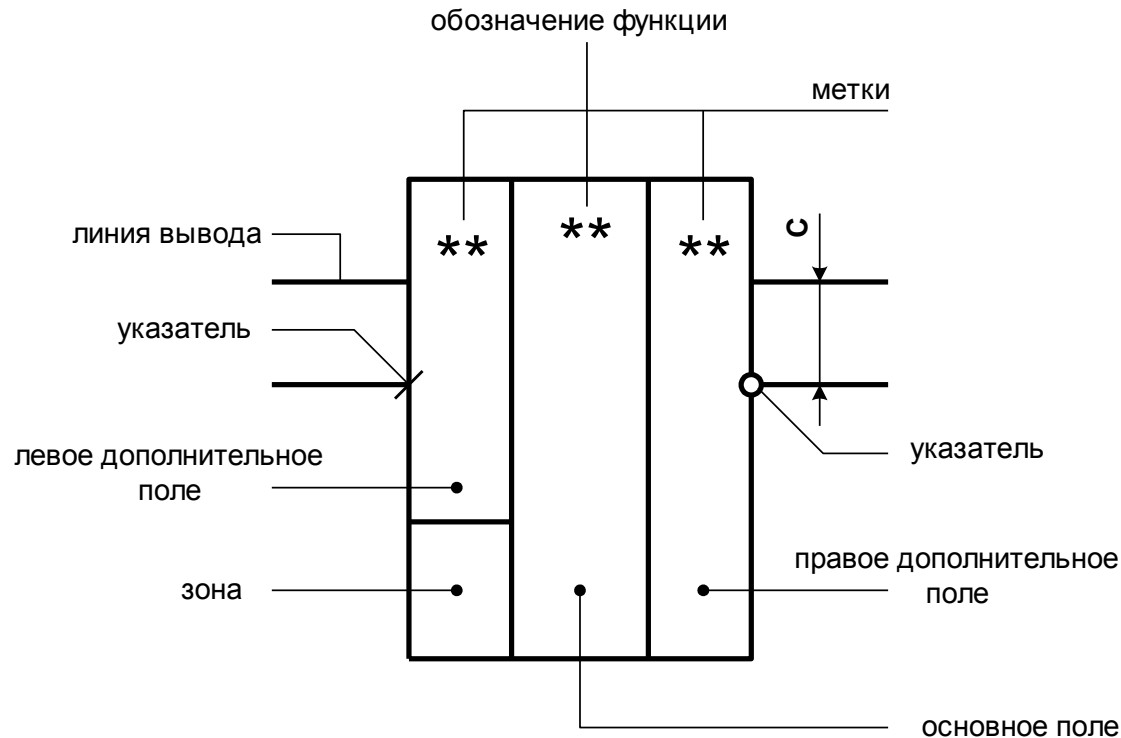 обозначение функции
метки
**
**
**
с
линия вывода
указатель
указатель
левое дополнительное
поле
правое дополнительное
поле
зона
основное поле